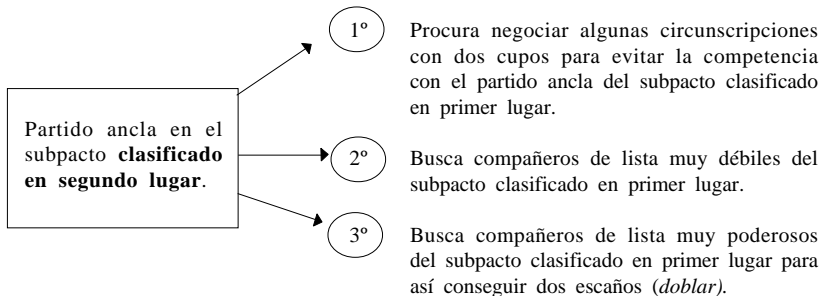 1º
Procura negociar algunas circunscripciones
con dos cupos para evitar la competencia
con el partido ancla del subpacto clasificado
en primer lugar.
Partido ancla en el
subpacto clasificado
en segundo lugar.
2º
Busca compañeros de lista muy débiles del
subpacto clasificado en primer lugar.
3º
Busca compañeros de lista muy poderosos
del subpacto clasificado en primer lugar para
así conseguir dos escaños (doblar).